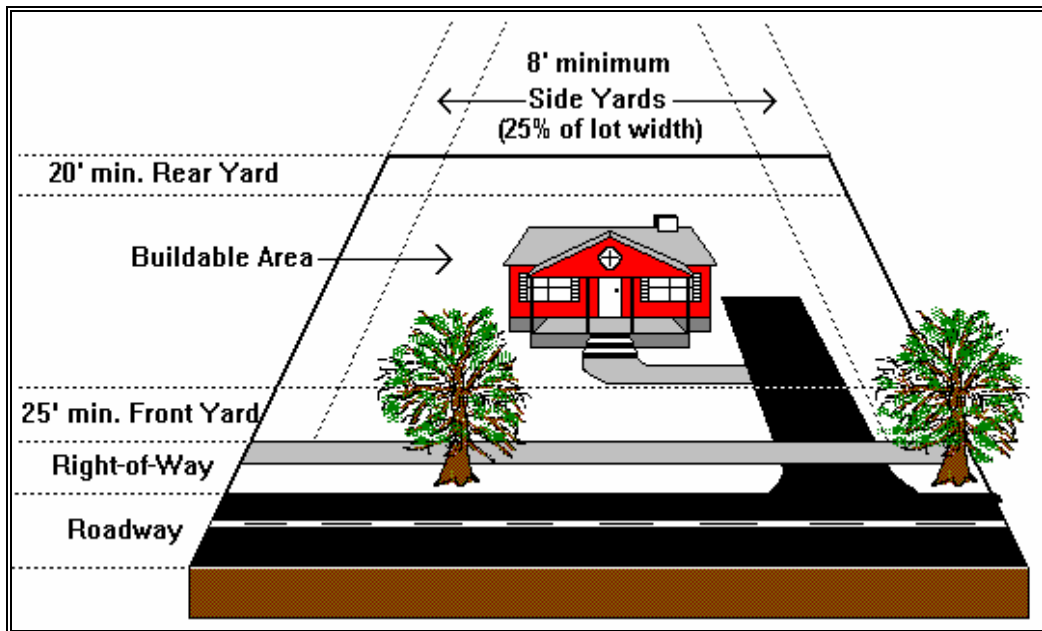 8' minimum
Side Yards
(25% of lot width)
20' min. Rear Yard
Buildable Area
25' min. Front Yard
Right-of-Way
Roadway